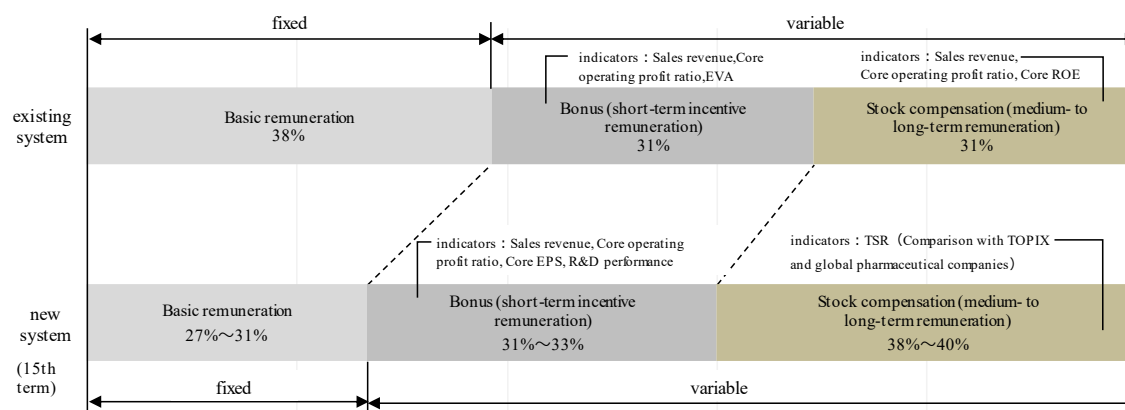 fixed
variable
indicators：Sales revenue,Core
operating profit ratio,EVA
indicators：Sales revenue,
Core operating profit ratio, Core ROE
existing
system
Basic remuneration
38%
Bonus (short-term incentive
remuneration)
31%
Stock compensation (medium- to
long-term remuneration)
31%
indicators：Sales revenue, Core operating
profit ratio, Core EPS, R&D performance
indicators：TSR（Comparison with TOPIX
and global pharmaceutical companies）
new
system
(15th
term)
Basic remuneration
27%～31%
Bonus (short-term incentive
remuneration)
31%～33%
Stock compensation (medium- to
long-term remuneration)
38%～40%
fixed
variable